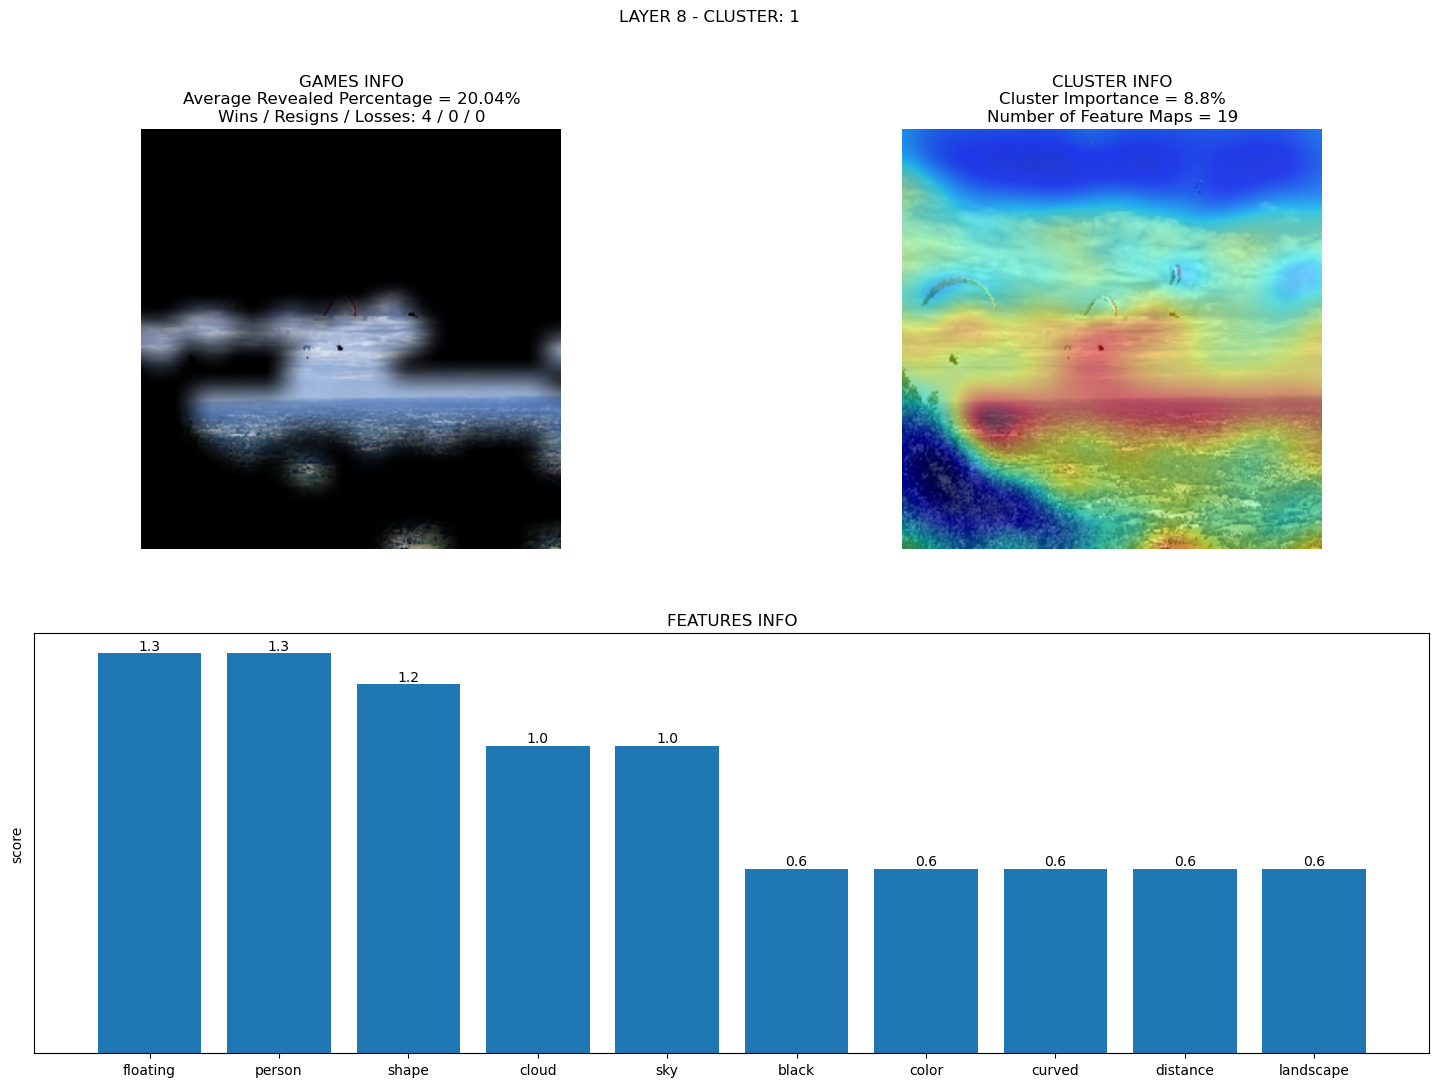 LAYER 8 - CLUSTER: 1
GAMES INFO
Average Revealed Percentage = 20.04%
Wins / Resigns / Losses: 4 / 0 / 0
CLUSTER INFO
Cluster Importance = 8.8%
Number of Feature Maps = 19
FEATURES INFO
score
1.3 1.3 1.2 1.0 1.0 0.6 0.6 0.6 0.6 0.6
floating person shape cloud sky black color curved distance landscape